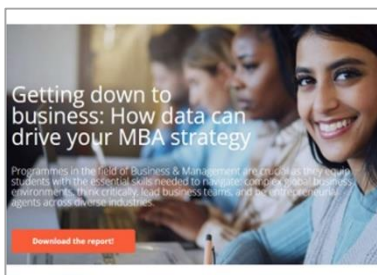 Getting down to
business: How data can
drive your MBA strategy
Programmes in the field of Business & Management are crucial as they equip
students with the essential skills needed to navigate complex global business
environments, think critically, lead business teams, and be entrepreneurial
agents across diverse industries.
Download the report!